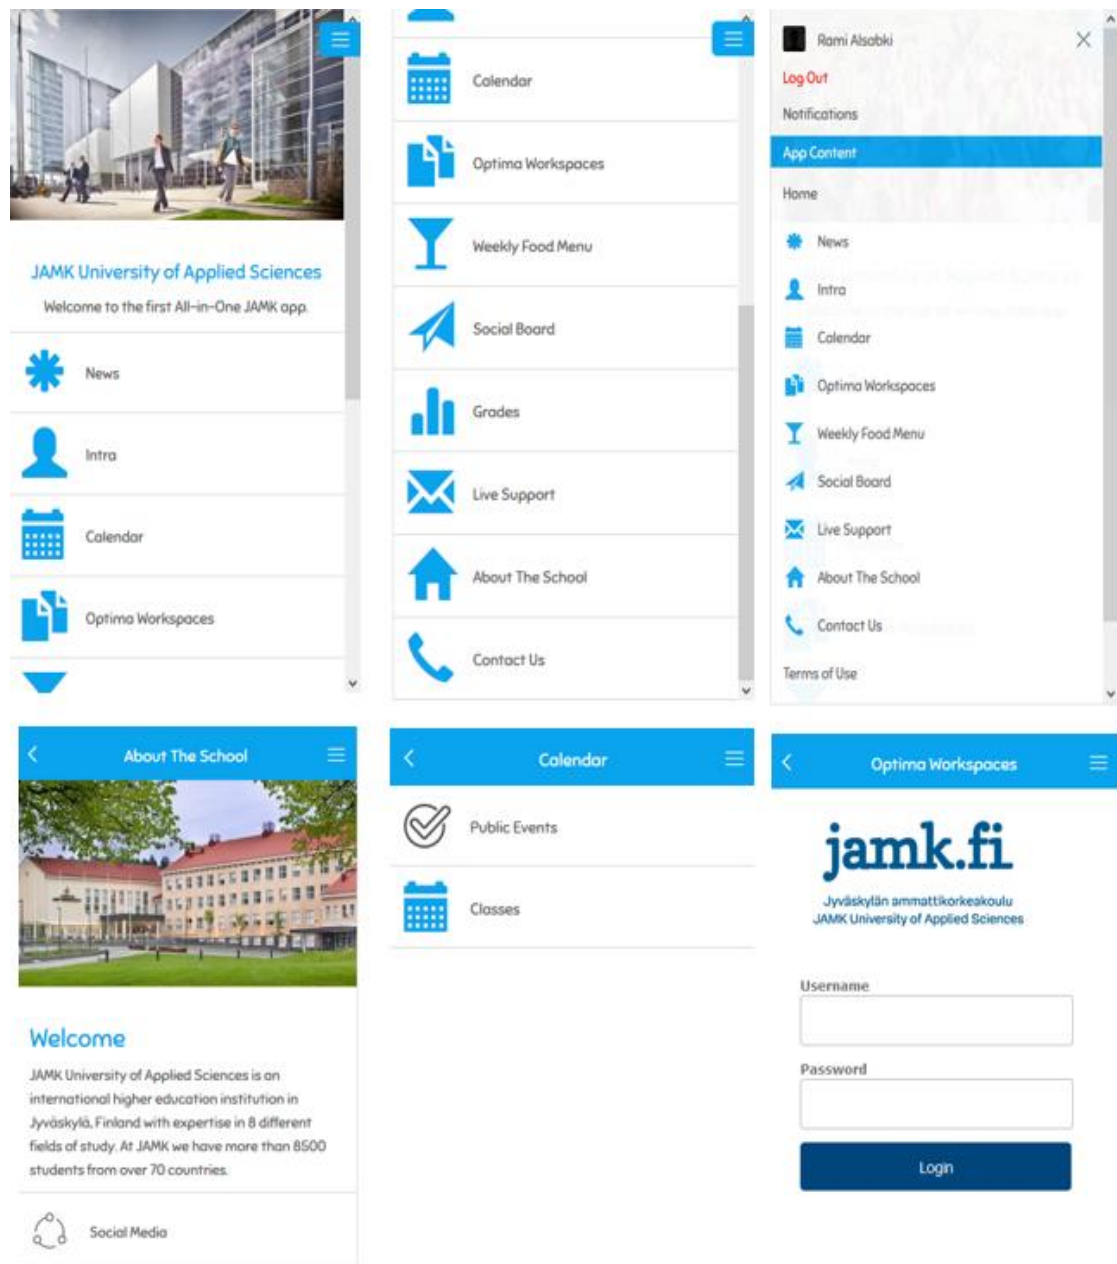 JAMK University of Applied Sciences
Welcome to the first All-in-One JAMK app.
News
Intra
Calendar
Optima Workspaces
Calendar
Optima Workspaces
Weekly Food Menu
Social Board
Grades
Live Support
About The School
Contact Us
Rami Alsabki
Log Out
Notifications
App Content
Home
News
Intra
Calendar
Optima Workspaces
Weekly Food Menu
Social Board
Live Support
About The School
Contact Us
Terms of Use
About The School
Welcome
JAMK University of Applied Sciences is an
international higher education institution in
Jyväskylä, Finland with expertise in 8 different
fields of study. At JAMK we have more than 8500
students from over 70 countries.
Social Media
Calendar
Public Events
Classes
Optima Workspaces
jamk.fi
Jyväskylän ammattikorkeakoulu
JAMK University of Applied Sciences
Username
Password
Login